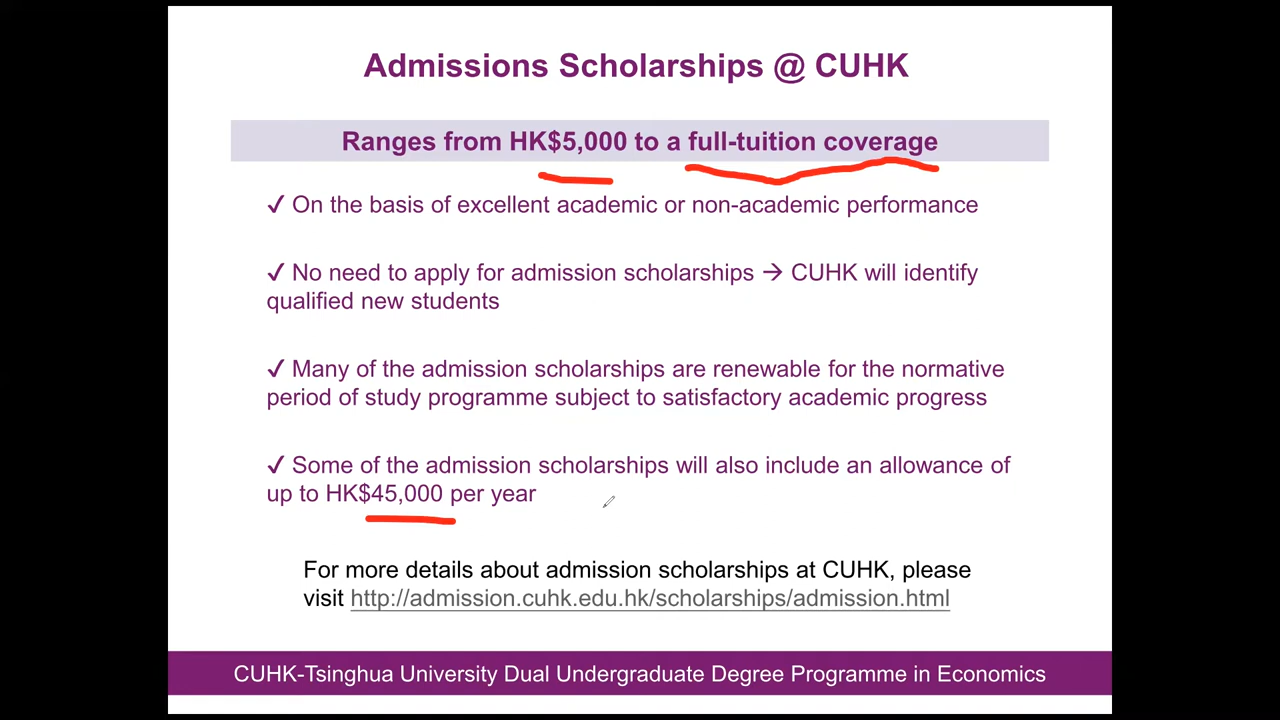 Admissions Scholarships @ CUHK
Ranges from HK$5,000 to a full-tuition coverage
✓ On the basis of excellent academic or non-academic performance
✓ No need to apply for admission scholarships → CUHK will identify
qualified new students
✓ Many of the admission scholarships are renewable for the normative
period of study programme subject to satisfactory academic progress
✓ Some of the admission scholarships will also include an allowance of
up to HK$45,000 per year
For more details about admission scholarships at CUHK, please
visit http://admission.cuhk.edu.hk/scholarships/admission.html
CUHK-Tsinghua University Dual Undergraduate Degree Programme in Economics